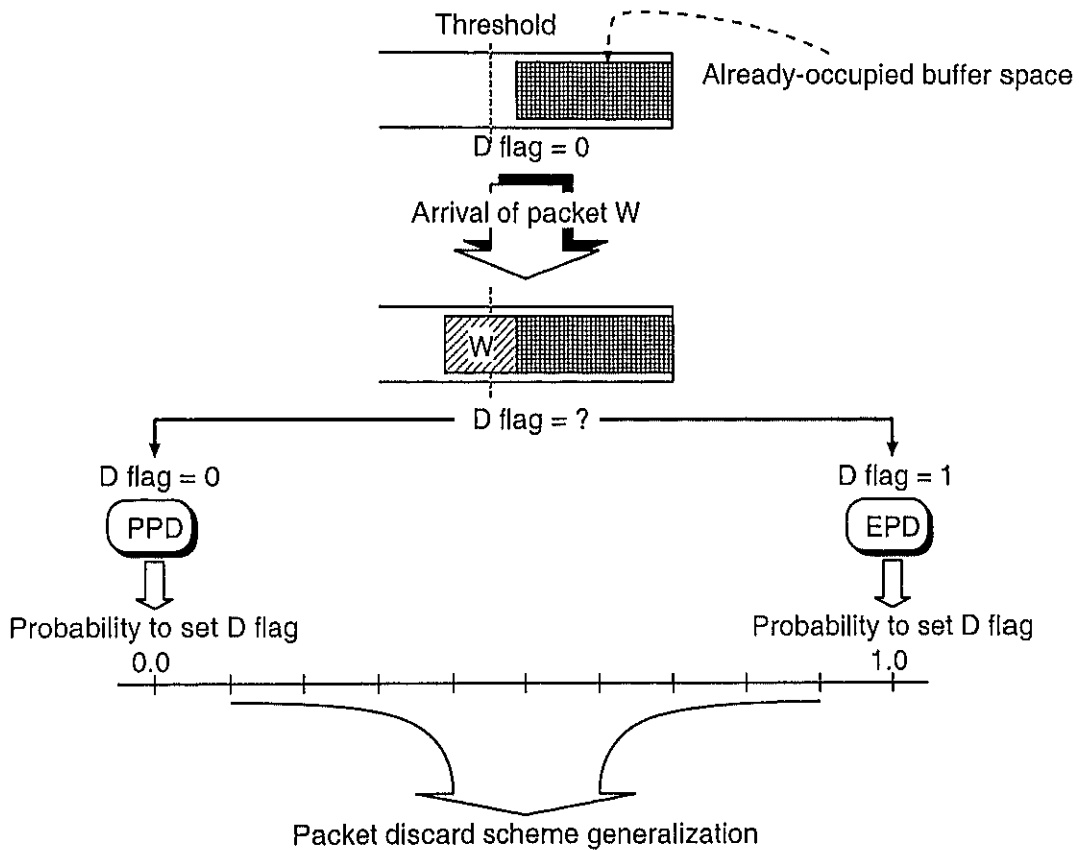 Threshold
Already-occupied buffer space
D flag = 0
Arrival of packet W
W
D flag = ?
D flag = 0
D flag = 1
PPD
EPD
Probability to set D flag
Probability to set D flag
0.0
1.0
Packet discard scheme generalization